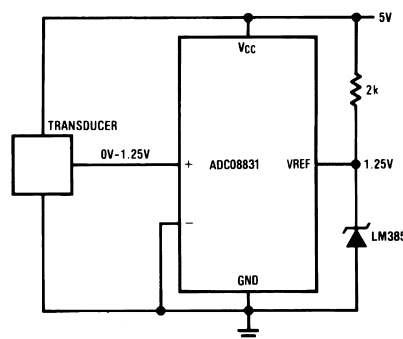 5V
VCC
2k
TRANSDUCER
0V-1.25V
+
ADC08831
VREF
1.25V
−
LM385
GND